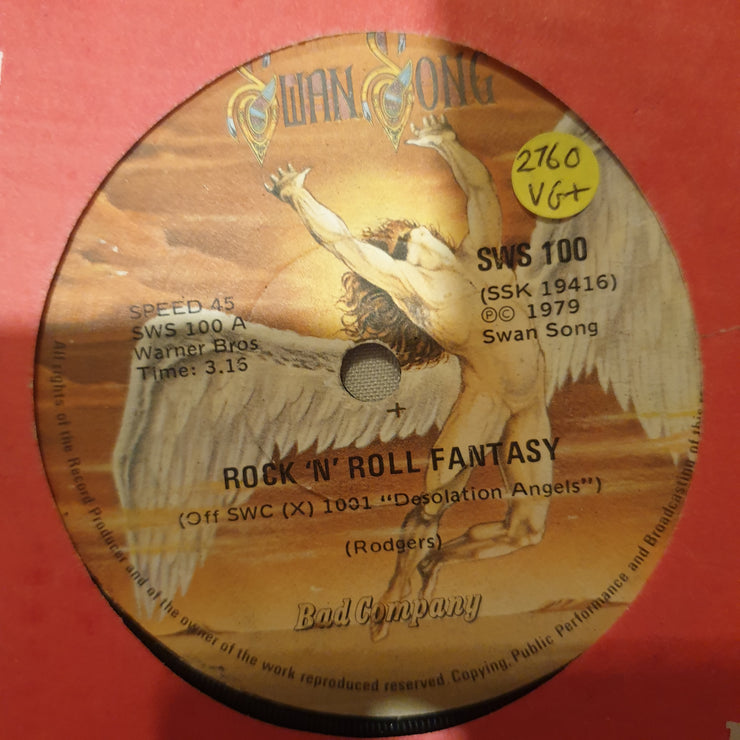 SWAN SONG
2760
VG+
SWS 100
(SSK 19416)
Ⓟ© 1979
Swan Song
SPEED 45
SWS 100 A
Warner Bros
Time: 3.15
ROCK 'N' ROLL FANTASY
(Off SWC (X) 1001 "Desolation Angels")
(Rodgers)
Bad Company
All rights of the Record Producer and of the owner of the work reproduced reserved. Copying, Public Performance and Broadcasting of this